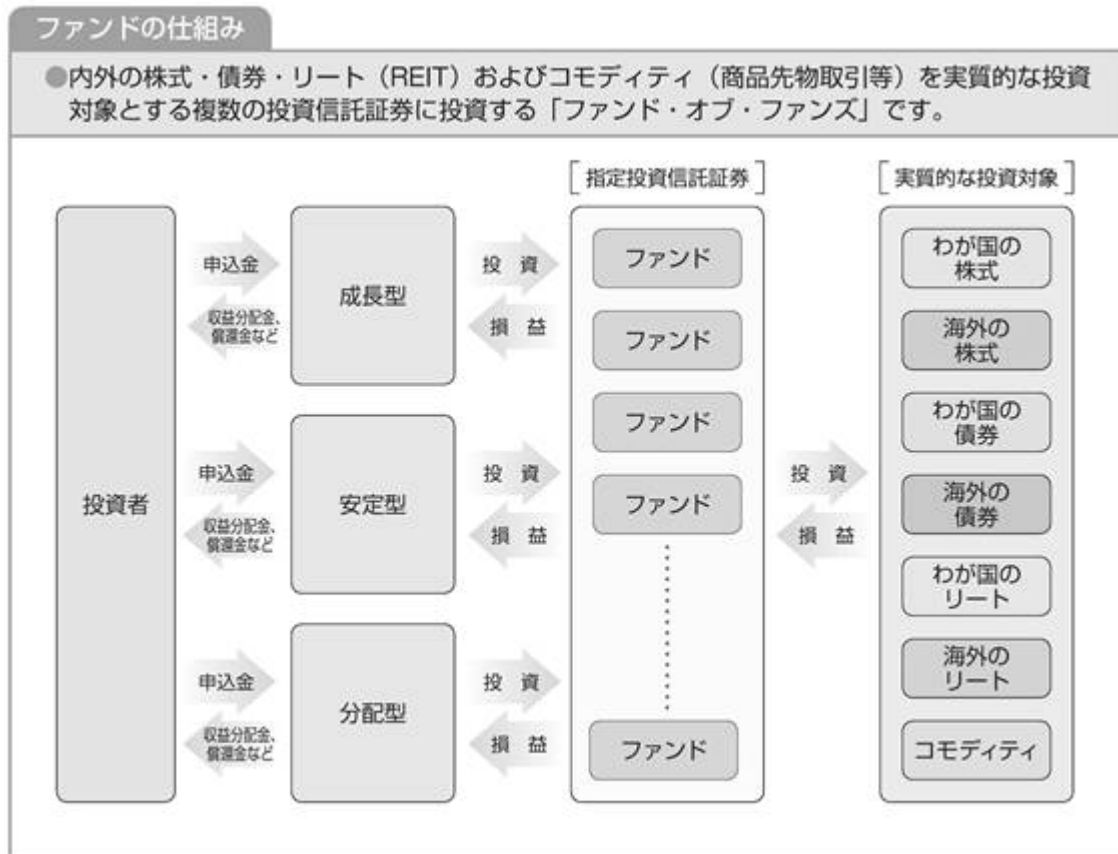 ファンドの仕組み
●内外の株式・債券・リート（REIT）およびコモディティ（商品先物取引等）を実質的な投資
対象とする複数の投資信託証券に投資する「ファンド・オブ・ファンズ」です。
指定投資信託証券
実質的な投資対象
投資者
申込金
収益分配金、
償還金など
成長型
投 資
損 益
申込金
収益分配金、
償還金など
安定型
投 資
損 益
申込金
収益分配金、
償還金など
分配型
投 資
損 益
ファンド
ファンド
ファンド
ファンド
ファンド
投 資
損 益
わが国の
株式
海外の
株式
わが国の
債券
海外の
債券
わが国の
リート
海外の
リート
コモディティ